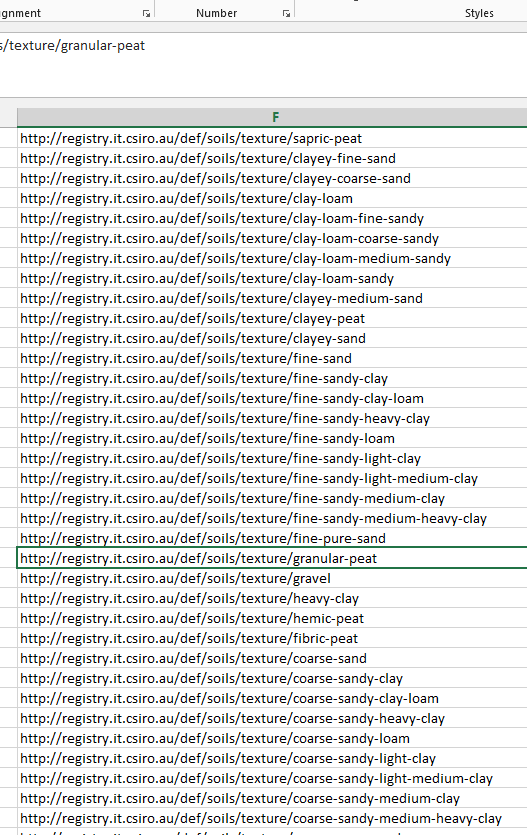 gnment
Number
Styles
s/texture/granular-peat
F
http://registry.it.csiro.au/def/soils/texture/sapric-peat
http://registry.it.csiro.au/def/soils/texture/clayey-fine-sand
http://registry.it.csiro.au/def/soils/texture/clayey-coarse-sand
http://registry.it.csiro.au/def/soils/texture/clay-loam
http://registry.it.csiro.au/def/soils/texture/clay-loam-fine-sandy
http://registry.it.csiro.au/def/soils/texture/clay-loam-coarse-sandy
http://registry.it.csiro.au/def/soils/texture/clay-loam-medium-sandy
http://registry.it.csiro.au/def/soils/texture/clay-loam-sandy
http://registry.it.csiro.au/def/soils/texture/clayey-medium-sand
http://registry.it.csiro.au/def/soils/texture/clayey-peat
http://registry.it.csiro.au/def/soils/texture/clayey-sand
http://registry.it.csiro.au/def/soils/texture/fine-sand
http://registry.it.csiro.au/def/soils/texture/fine-sandy-clay
http://registry.it.csiro.au/def/soils/texture/fine-sandy-clay-loam
http://registry.it.csiro.au/def/soils/texture/fine-sandy-heavy-clay
http://registry.it.csiro.au/def/soils/texture/fine-sandy-loam
http://registry.it.csiro.au/def/soils/texture/fine-sandy-light-clay
http://registry.it.csiro.au/def/soils/texture/fine-sandy-light-medium-clay
http://registry.it.csiro.au/def/soils/texture/fine-sandy-medium-clay
http://registry.it.csiro.au/def/soils/texture/fine-sandy-medium-heavy-clay
http://registry.it.csiro.au/def/soils/texture/fine-pure-sand
http://registry.it.csiro.au/def/soils/texture/granular-peat
http://registry.it.csiro.au/def/soils/texture/gravel
http://registry.it.csiro.au/def/soils/texture/heavy-clay
http://registry.it.csiro.au/def/soils/texture/hemic-peat
http://registry.it.csiro.au/def/soils/texture/fibric-peat
http://registry.it.csiro.au/def/soils/texture/coarse-sand
http://registry.it.csiro.au/def/soils/texture/coarse-sandy-clay
http://registry.it.csiro.au/def/soils/texture/coarse-sandy-clay-loam
http://registry.it.csiro.au/def/soils/texture/coarse-sandy-heavy-clay
http://registry.it.csiro.au/def/soils/texture/coarse-sandy-loam
http://registry.it.csiro.au/def/soils/texture/coarse-sandy-light-clay
http://registry.it.csiro.au/def/soils/texture/coarse-sandy-light-medium-clay
http://registry.it.csiro.au/def/soils/texture/coarse-sandy-medium-clay
http://registry.it.csiro.au/def/soils/texture/coarse-sandy-medium-heavy-clay